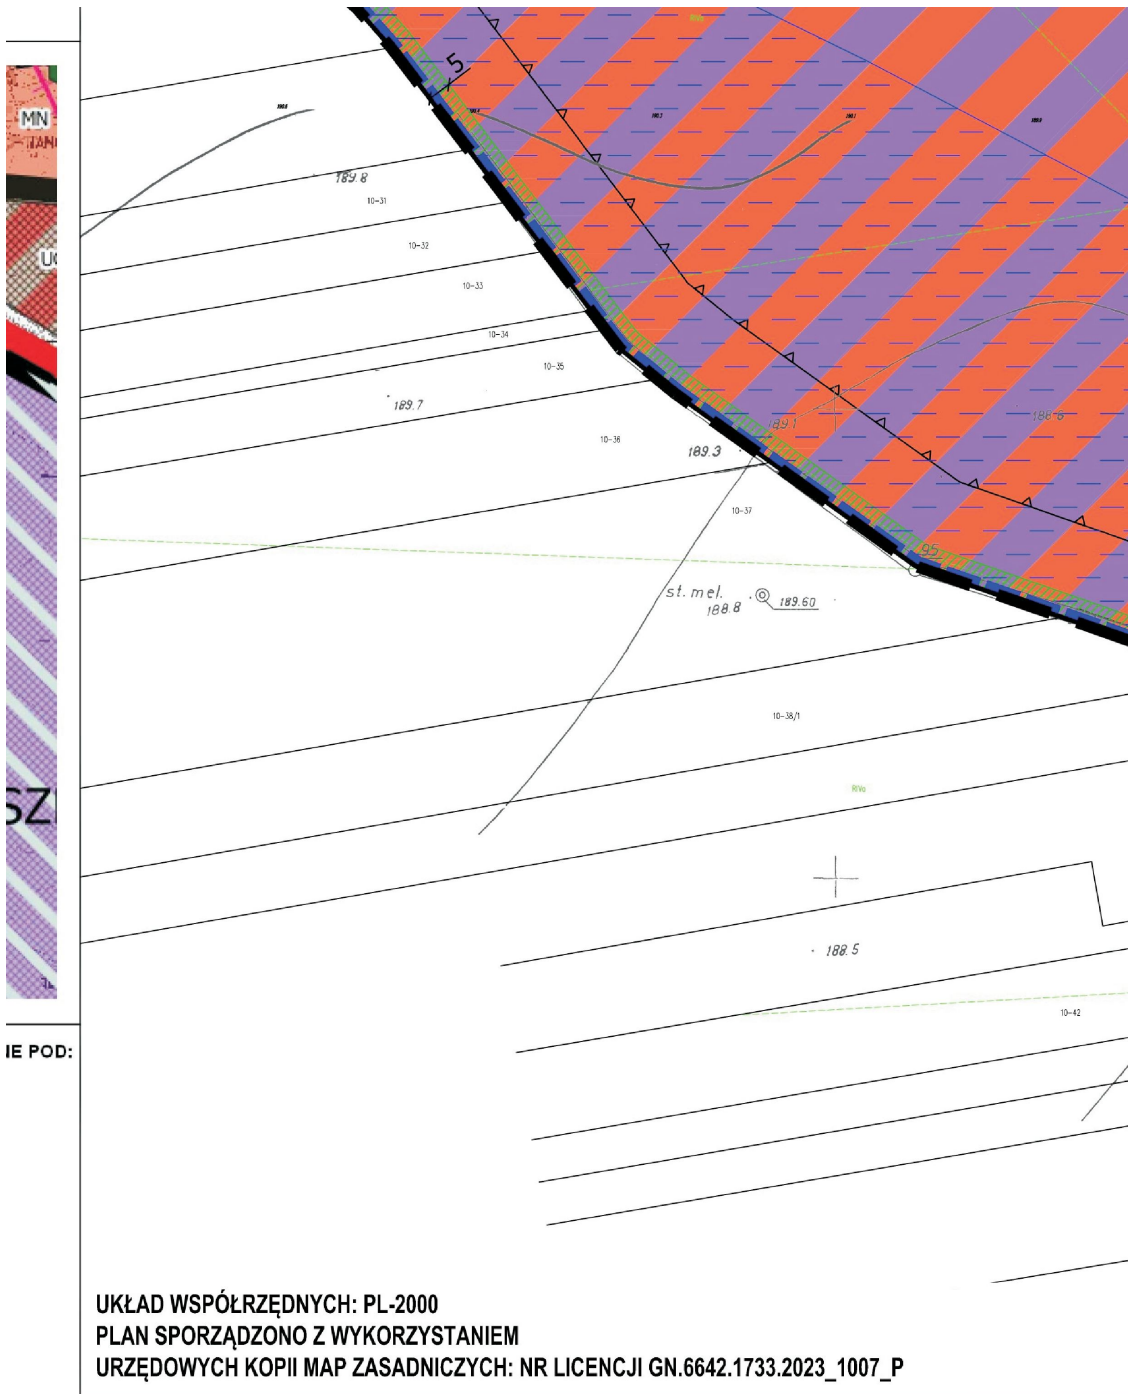 RIVa
5
MN
189.8
10-31
10-32
UC
10-33
10-34
10-35
189.7
188.8
189.1
10-36
189.3
10-37
95
st. mel.
189.60
188.8
10-38/1
RIVa
SZ
188.5
10-42
IE POD:
UKŁAD WSPÓŁRZĘDNYCH: PL-2000
PLAN SPORZĄDZONO Z WYKORZYSTANIEM
URZĘDOWYCH KOPII MAP ZASADNICZYCH: NR LICENCJI GN.6642.1733.2023_1007_P